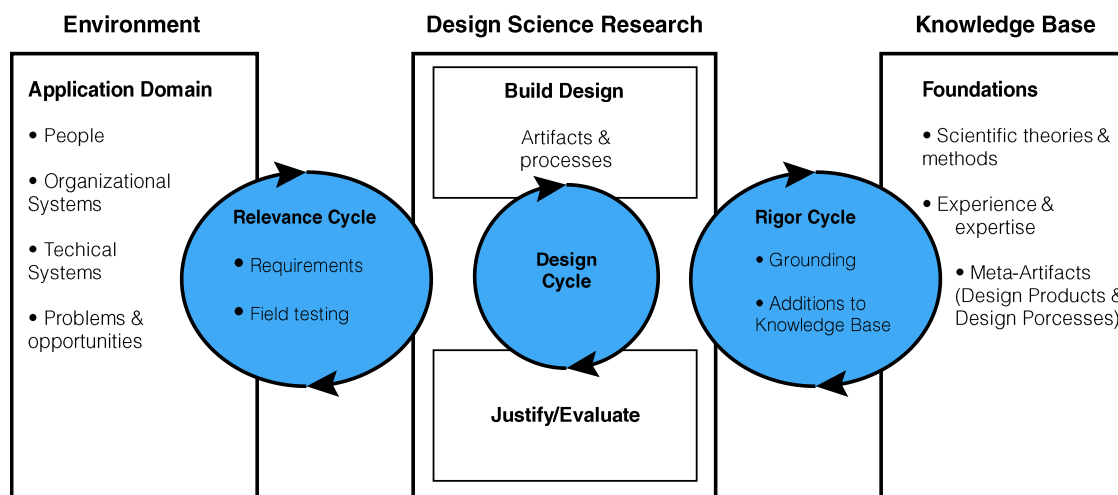 Environment
Application Domain
• People
• Organizational
Systems
• Techical
Systems
• Problems &
opportunities
Relevance Cycle
• Requirements
• Field testing
Design Science Research
Build Design
Artifacts &
processes
Design
Cycle
Justify/Evaluate
Rigor Cycle
• Grounding
• Additions to
Knowledge Base
Knowledge Base
Foundations
• Scientific theories &
methods
• Experience &
expertise
• Meta-Artifacts
(Design Products &
Design Porcesses)